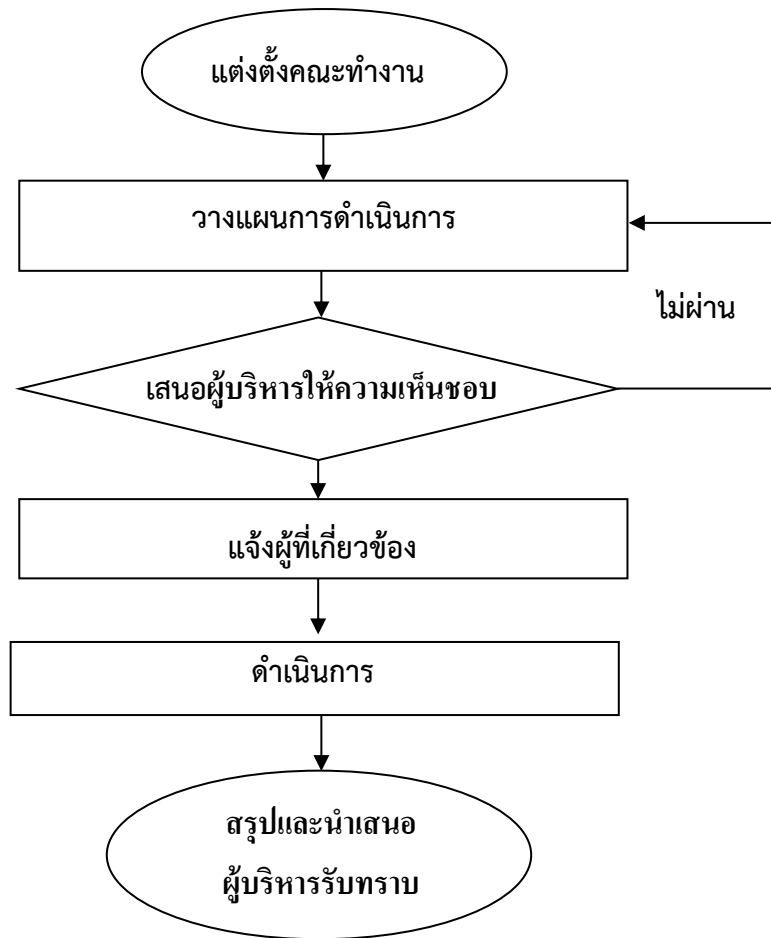 แต่งตั้งคณะทำงาน
วางแผนการดำเนินการ
ไม่ผ่าน
เสนอผู้บริหารให้ความเห็นชอบ
แจ้งผู้ที่เกี่ยวข้อง
ดำเนินการ
สรุปและนำเสนอ
ผู้บริหารรับทราบ